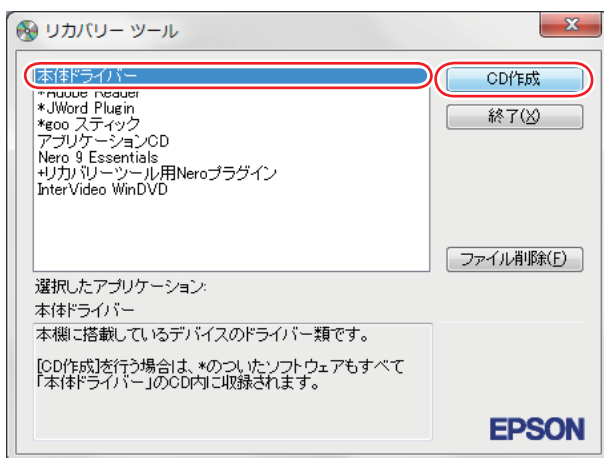 リカバリー ツール
本体ドライバー
*Adobe Reader
*JWord Plugin
*goo スティック
アプリケーションCD
Nero 9 Essentials
+リカバリーツール用Neroプラグイン
InterVideo WinDVD
CD作成
終了(X)
ファイル削除(F)
選択したアプリケーション:
本体ドライバー
本機に搭載しているデバイスのドライバー類です。
[CD作成]を行う場合は、*のついたソフトウェアもすべて
「本体ドライバー」のCD内に収録されます。
EPSON